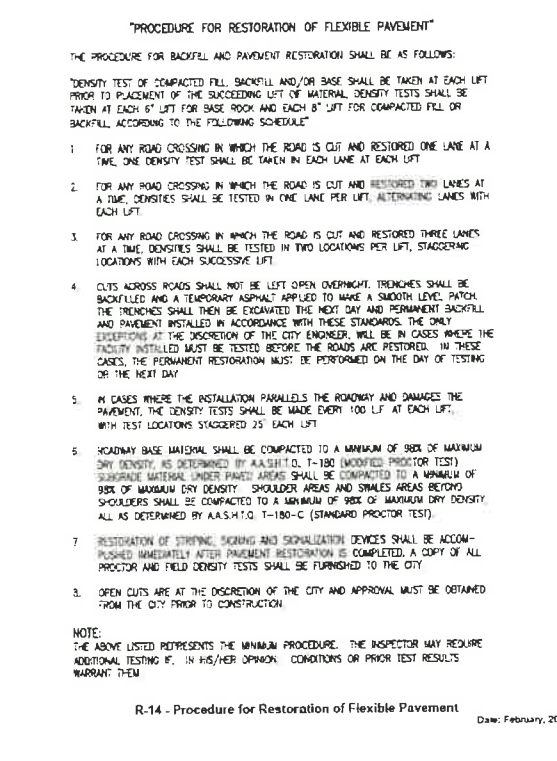 "PROCEDURE FOR RESTORATION OF FLEXIBLE PAVEMENT"
THE PROCEDURE FOR BACKFILL AND PAVEMENT RESTORATION SHALL BE AS FOLLOWS:
"DENSITY TEST OF COMPACTED FILL, BACKFILL AND/OR BASE SHALL BE TAKEN AT EACH LIFT
PRIOR TO PLACEMENT OF THE SUCCEEDING LIFT OF MATERIAL, DENSITY TESTS SHALL BE
TAKEN AT EACH 6" LIFT FOR BASE ROCK AND EACH 8" LIFT FOR COMPACTED FILL OR
BACKFILL, ACCORDING TO THE FOLLOWING SCHEDULE"
1 FOR ANY ROAD CROSSING IN WHICH THE ROAD IS CUT AND RESTORED ONE LANE AT A
TIME, ONE DENSITY TEST SHALL BE TAKEN IN EACH LANE AT EACH LIFT
2. FOR ANY ROAD CROSSING IN WHICH THE ROAD IS CUT AND RESTORED TWO LANES AT
A TIME, DENSITIES SHALL BE TESTED IN ONE LANE PER LIFT, ALTERNATING LANES WITH
EACH LIFT.
3. FOR ANY ROAD CROSSING IN WHICH THE ROAD IS CUT AND RESTORED THREE LANES
AT A TIME, DENSITIES SHALL BE TESTED IN TWO LOCATIONS PER LIFT, STAGGERING
LOCATIONS WITH EACH SUCCESSIVE LIFT.
4. CUTS ACROSS ROADS SHALL NOT BE LEFT OPEN OVERNIGHT. TRENCHES SHALL BE
BACKFILLED AND A TEMPORARY ASPHALT APPLIED TO MAKE A SMOOTH LEVEL PATCH.
THE TRENCHES SHALL THEN BE EXCAVATED THE NEXT DAY AND PERMANENT BACKFILL
AND PAVEMENT INSTALLED IN ACCORDANCE WITH THESE STANDARDS. THE ONLY
EXCEPTIONS AT THE DISCRETION OF THE CITY ENGINEER, WILL BE IN CASES WHERE THE
FACILITY INSTALLED MUST BE TESTED BEFORE THE ROADS ARE RESTORED. IN THESE
CASES, THE PERMANENT RESTORATION MUST BE PERFORMED ON THE DAY OF TESTING
OR THE NEXT DAY
5. IN CASES WHERE THE INSTALLATION PARALLELS THE ROADWAY AND DAMAGES THE
PAVEMENT, THE DENSITY TESTS SHALL BE MADE EVERY 100 L.F AT EACH LIFT,
WITH TEST LOCATIONS STAGGERED 25' EACH LIFT
6. ROADWAY BASE MATERIAL SHALL BE COMPACTED TO A MINIMUM OF 98% OF MAXIMUM
DRY DENSITY, AS DETERMINED BY A.A.S.H.T.O. T-180 (MODIFIED PROCTOR TEST)
SUBGRADE MATERIAL UNDER PAVED AREAS SHALL BE COMPACTED TO A MINIMUM OF
98% OF MAXIMUM DRY DENSITY SHOULDER AREAS AND SWALES AREAS BEYOND
SHOULDERS SHALL BE COMPACTED TO A MINIMUM OF 98% OF MAXIMUM DRY DENSITY,
ALL AS DETERMINED BY A.A.S.H.T.O. T-180-C (STANDARD PROCTOR TEST)
7 RESTORATION OF STRIPING, SIGNING AND SIGNALIZATION DEVICES SHALL BE ACCOM-
PLISHED IMMEDIATELY AFTER PAVEMENT RESTORATION IS COMPLETED. A COPY OF ALL
PROCTOR AND FIELD DENSITY TESTS SHALL BE FURNISHED TO THE CITY
8. OPEN CUTS ARE AT THE DISCRETION OF THE CITY AND APPROVAL MUST BE OBTAINED
FROM THE CITY PRIOR TO CONSTRUCTION.
NOTE:
THE ABOVE LISTED REPRESENTS THE MINIMUM PROCEDURE. THE INSPECTOR MAY REQUIRE
ADDITIONAL TESTING IF, IN HIS/HER OPINION, CONDITIONS OR PRIOR TEST RESULTS
WARRANT THEM
R-14 - Procedure for Restoration of Flexible Pavement
Date: February, 20